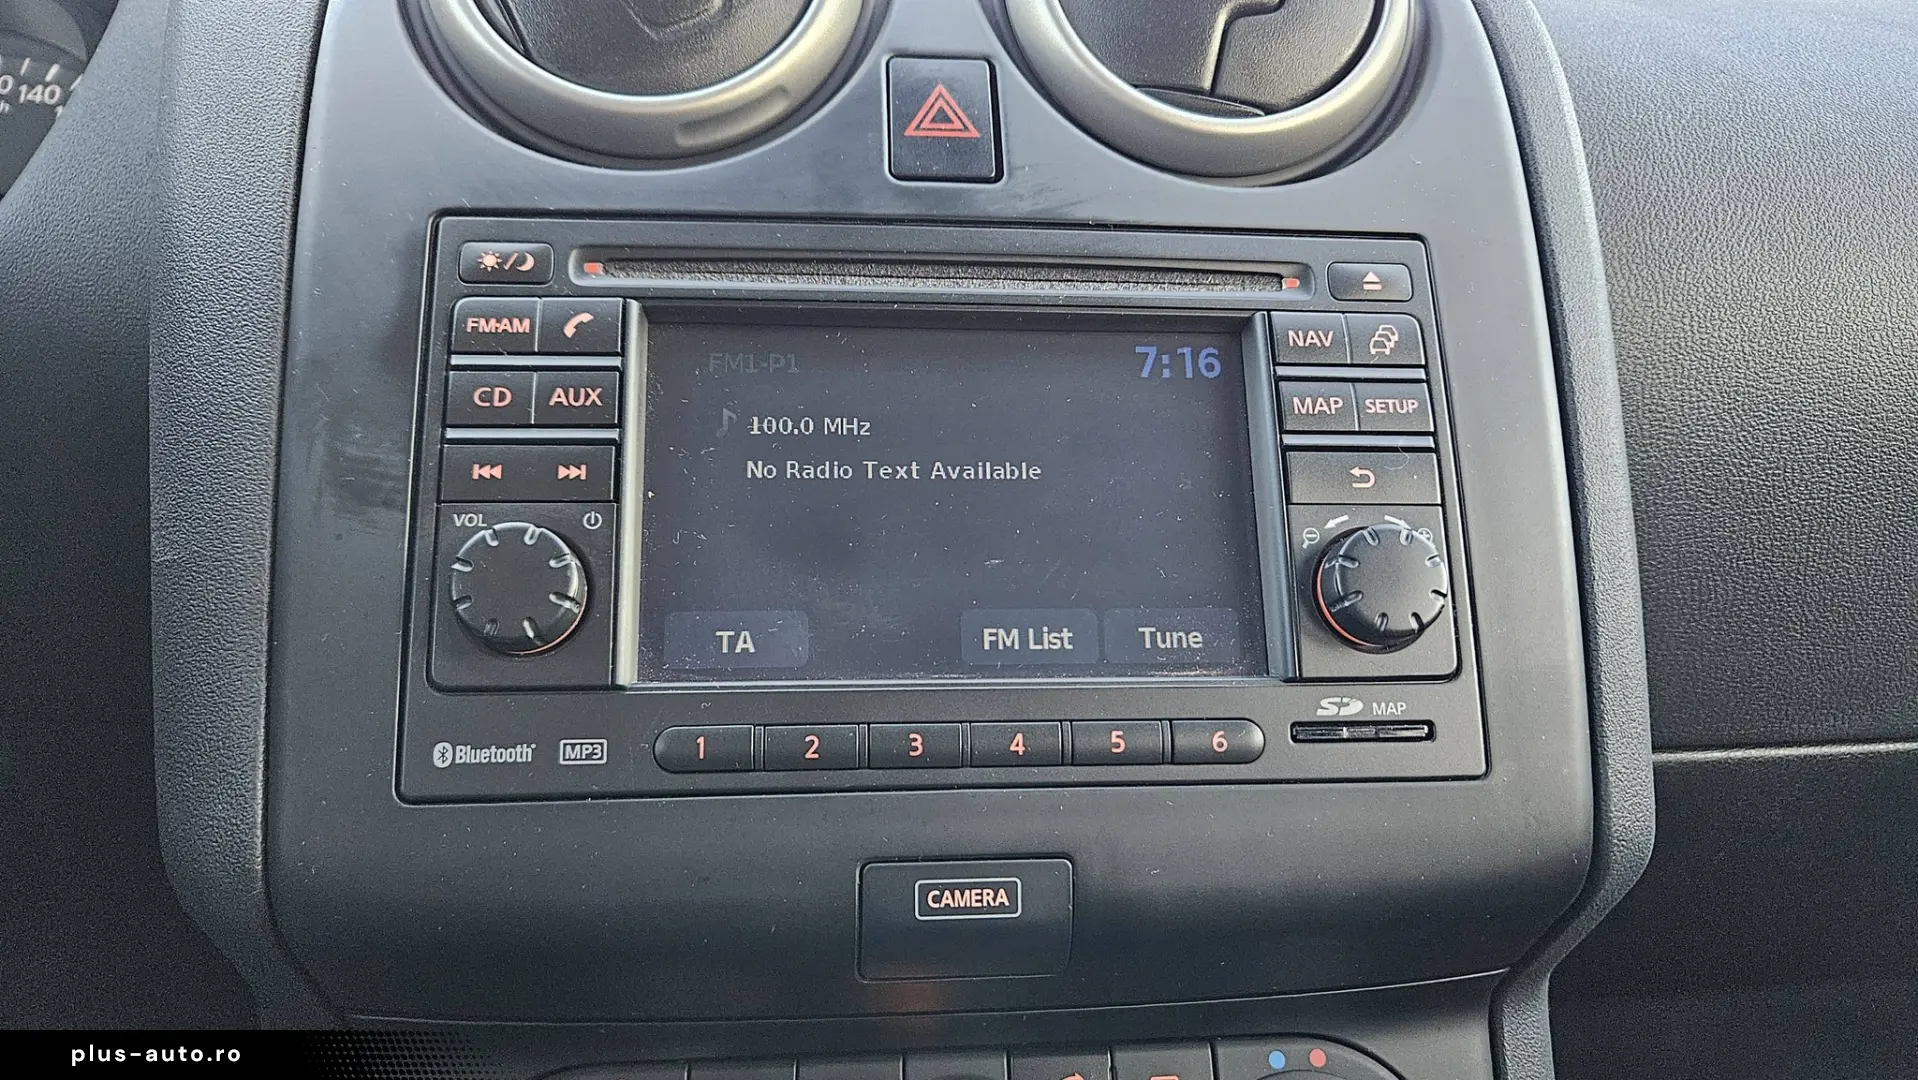 140
FM·AM
CD
AUX
VOL
FM1-P1
7:16
100.0 MHz
No Radio Text Available
TA
FM List
Tune
NAV
MAP
SETUP
SD MAP
Bluetooth®
MP3
1
2
3
4
5
6
CAMERA
plus-auto.ro